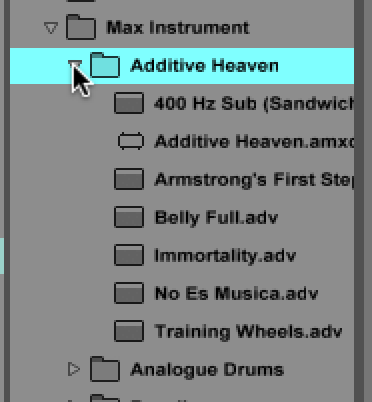 Max Instrument
Additive Heaven
400 Hz Sub (Sandwich
Additive Heaven.amxd
Armstrong's First Step
Belly Full.adv
Immortality.adv
No Es Musica.adv
Training Wheels.adv
Analogue Drums